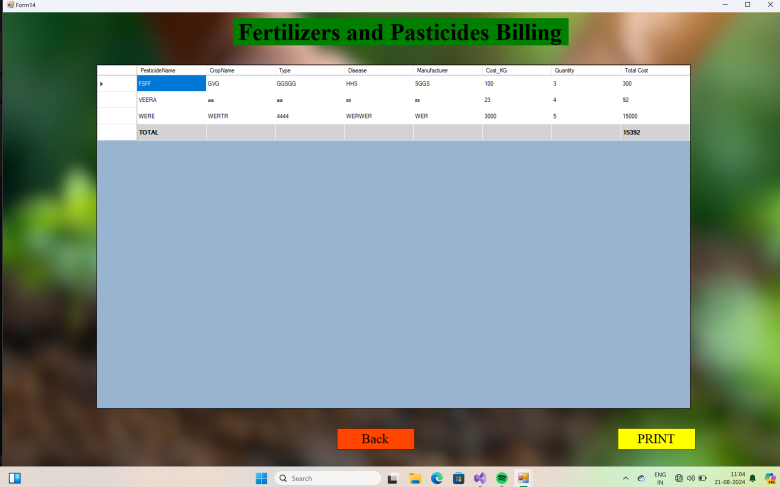 Form14
Fertilizers and Pasticides Billing
PesticideName CropName Type Disease Manufacturer Cost_KG Quantity Total Cost
FSFF GVG GGSGG HHS SGGS 100 3 300
VEERA aa aa ss ss 23 4 92
WERE WERTR 4444 WERWER WER 3000 5 15000
TOTAL 15392
Back PRINT
Search ENG 11:04
IN 21-08-2024